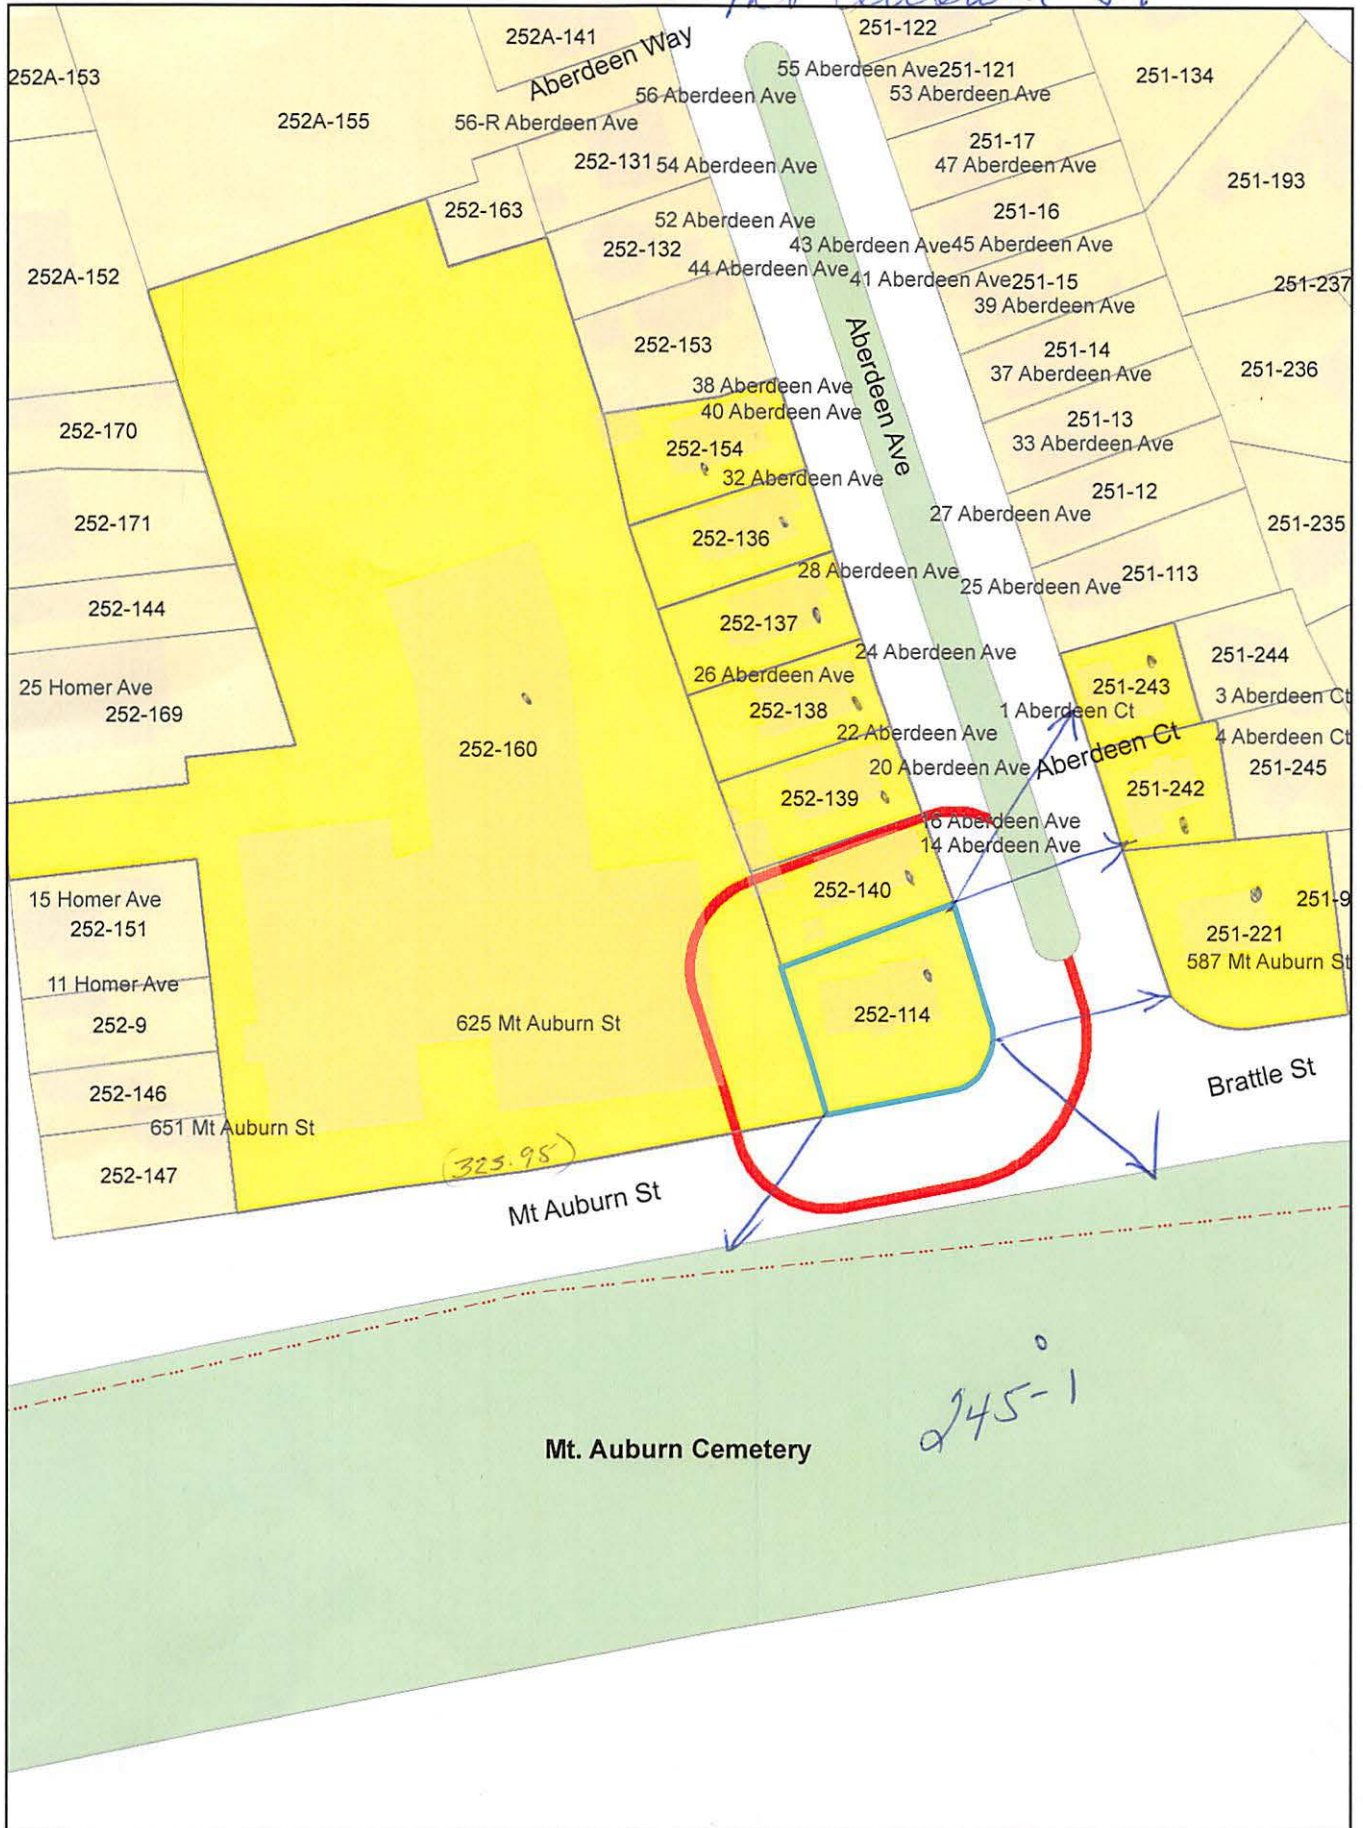 252A-141
Aberdeen Way
251-122
252A-153
55 Aberdeen Ave
251-121
251-134
56 Aberdeen Ave
53 Aberdeen Ave
252A-155
56-R Aberdeen Ave
251-17
252-131
54 Aberdeen Ave
47 Aberdeen Ave
251-193
252-163
52 Aberdeen Ave
251-16
252-132
43 Aberdeen Ave
45 Aberdeen Ave
252A-152
44 Aberdeen Ave
41 Aberdeen Ave
251-15
251-237
39 Aberdeen Ave
Aberdeen Ave
252-153
251-14
251-236
38 Aberdeen Ave
37 Aberdeen Ave
40 Aberdeen Ave
251-13
252-170
252-154
33 Aberdeen Ave
32 Aberdeen Ave
251-12
252-171
252-136
27 Aberdeen Ave
251-235
28 Aberdeen Ave
25 Aberdeen Ave
251-113
252-144
252-137
24 Aberdeen Ave
251-244
25 Homer Ave
26 Aberdeen Ave
251-243
3 Aberdeen Ct
252-169
252-138
1 Aberdeen Ct
252-160
22 Aberdeen Ave
Aberdeen Ct
4 Aberdeen Ct
20 Aberdeen Ave
251-245
252-139
251-242
16 Aberdeen Ave
14 Aberdeen Ave
252-140
15 Homer Ave
251-9
252-151
251-221
587 Mt Auburn St
11 Homer Ave
252-114
252-9
625 Mt Auburn St
Brattle St
252-146
651 Mt Auburn St
(323.95)
252-147
Mt Auburn St
245-1
Mt. Auburn Cemetery